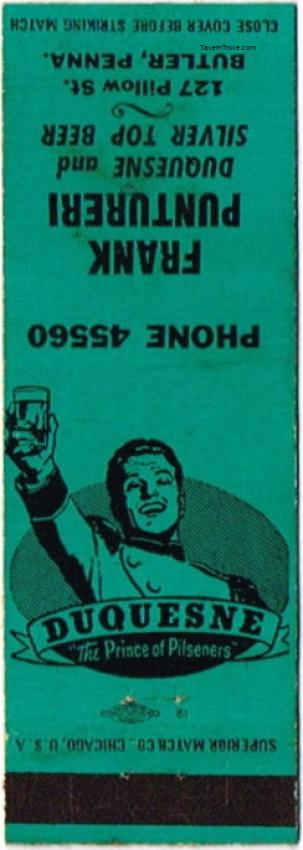 TavernTrove.com
CLOSE COVER BEFORE STRIKING MATCH
BUTLER, PENNA.
127 Pillow St.
SILVER TOP BEER
DUQUESNE and
PUNTURERI
FRANK
PHONE 45560
DUQUESNE
"The Prince of Pilseners"
19
SUPERIOR MATCH CO., CHICAGO, U.S.A.